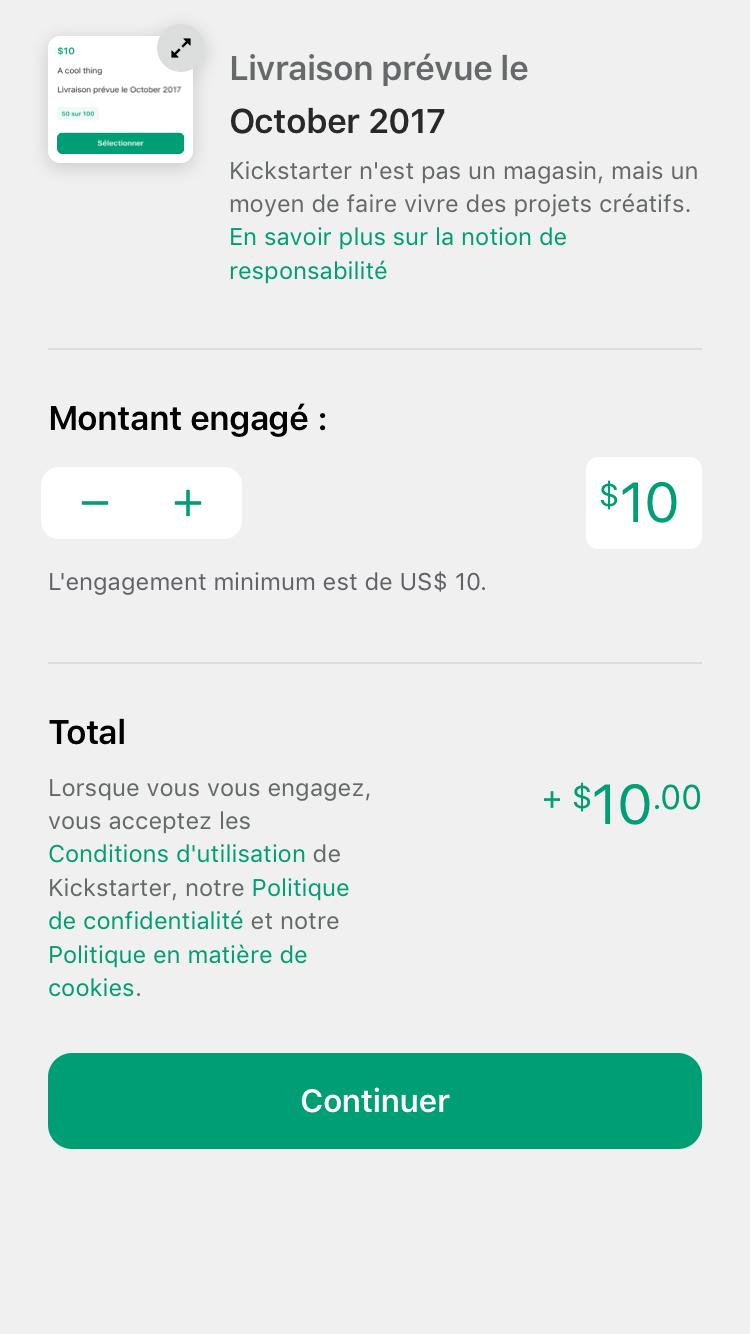 $10
A cool thing
Livraison prévue le October 2017
50 sur 100
Sélectionner
Livraison prévue le
October 2017
Kickstarter n'est pas un magasin, mais un
moyen de faire vivre des projets créatifs.
En savoir plus sur la notion de
responsabilité
Montant engagé :
$10
L'engagement minimum est de US$ 10.
Total
Lorsque vous vous engagez,
vous acceptez les
Conditions d'utilisation de
Kickstarter, notre Politique
de confidentialité et notre
Politique en matière de
cookies.
+ $10.00
Continuer